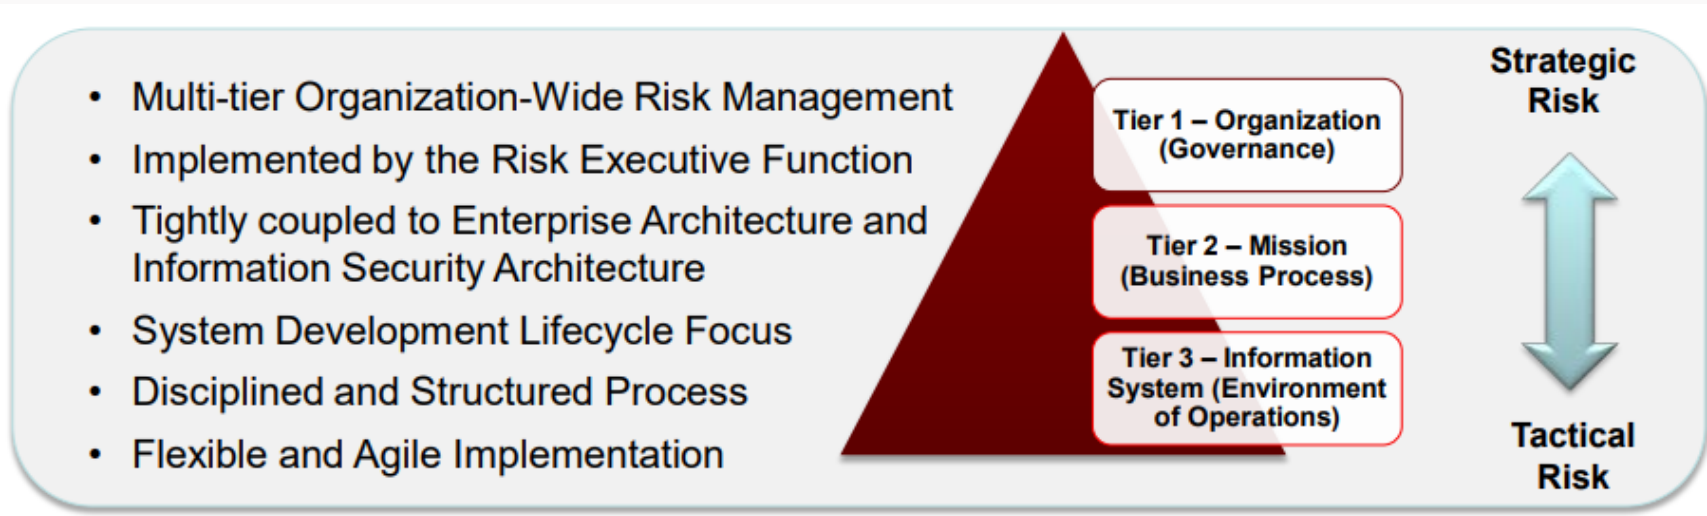 • Multi-tier Organization-Wide Risk Management
• Implemented by the Risk Executive Function
• Tightly coupled to Enterprise Architecture and
Information Security Architecture
• System Development Lifecycle Focus
• Disciplined and Structured Process
• Flexible and Agile Implementation
Tier 1 – Organization
(Governance)
Tier 2 – Mission
(Business Process)
Tier 3 – Information
System (Environment
of Operations)
Strategic
Risk
Tactical
Risk